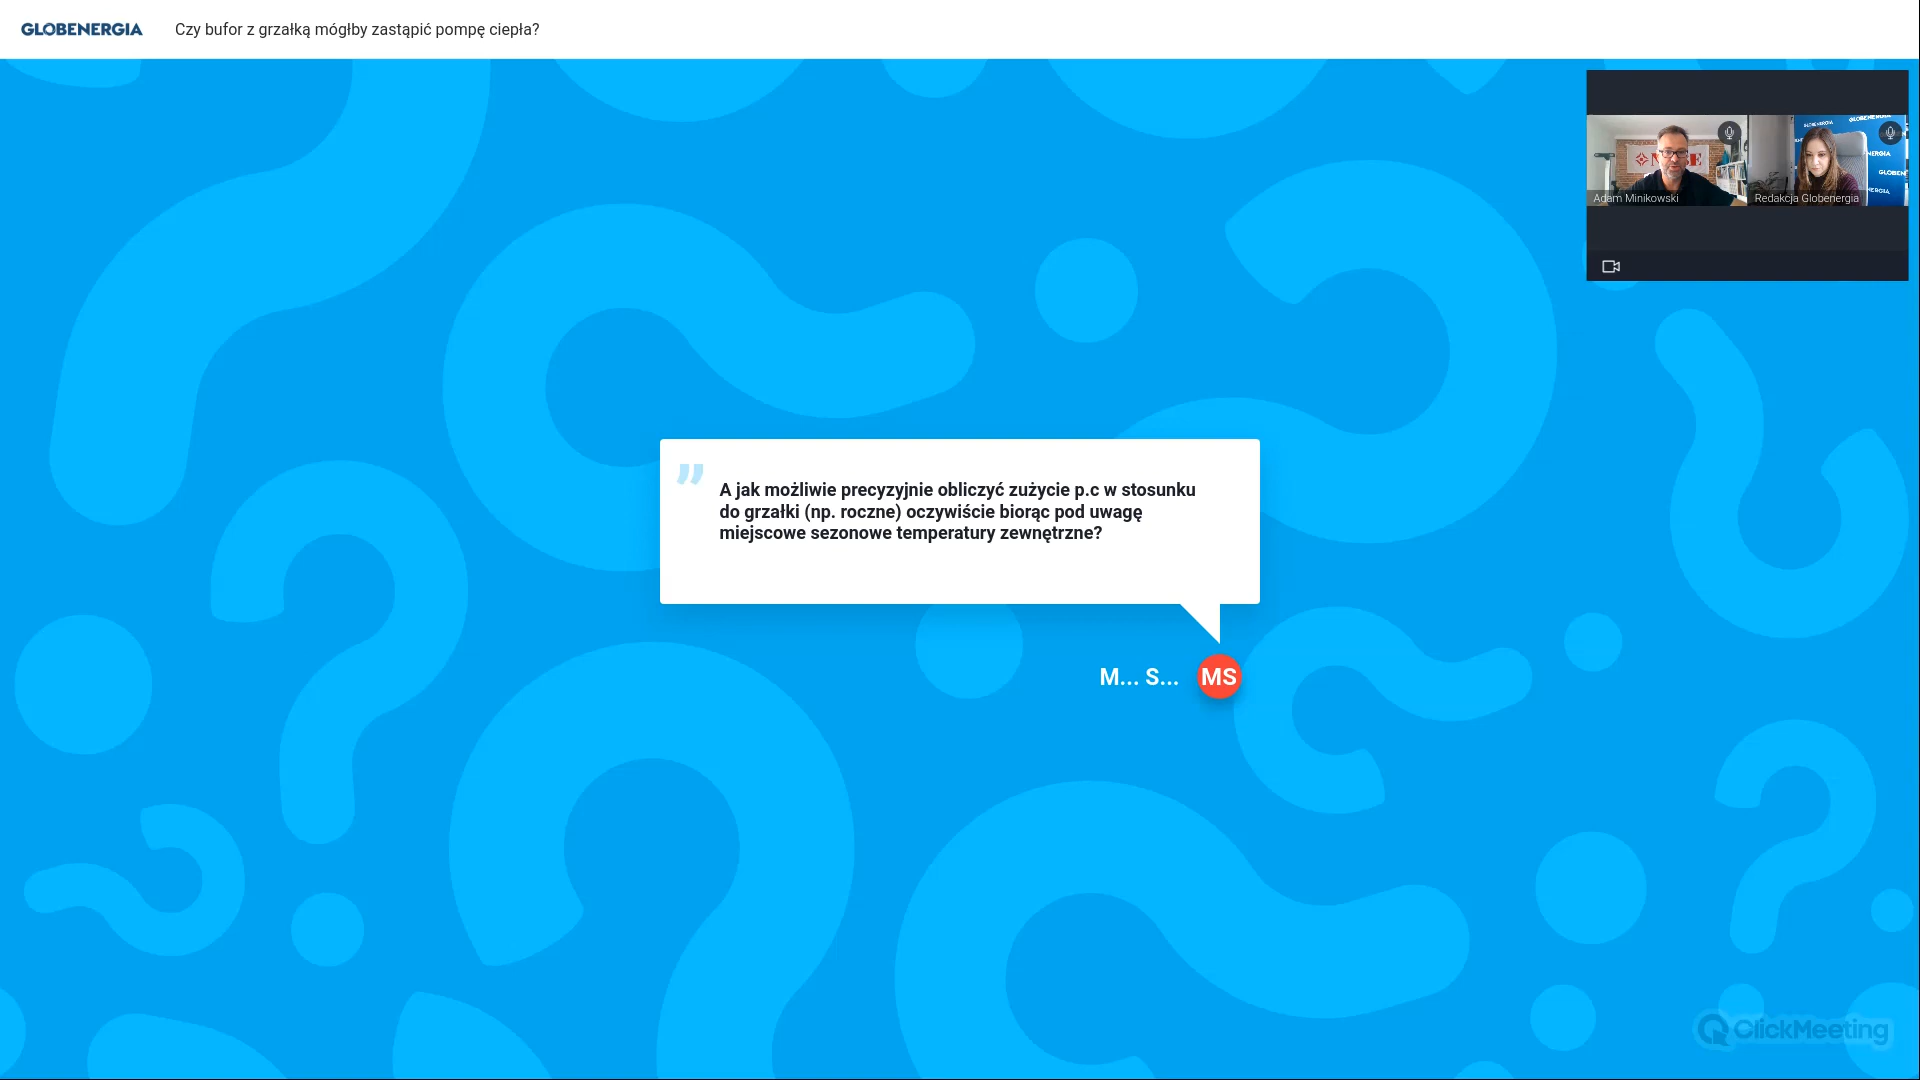 GLOBENERGIA
Czy bufor z grzałką mógłby zastąpić pompę ciepła?
Adam Minikowski
Redakcja Globenergia
A jak możliwie precyzyjnie obliczyć zużycie p.c w stosunku
do grzałki (np. roczne) oczywiście biorąc pod uwagę
miejscowe sezonowe temperatury zewnętrzne?
M... S...
MS
ClickMeeting